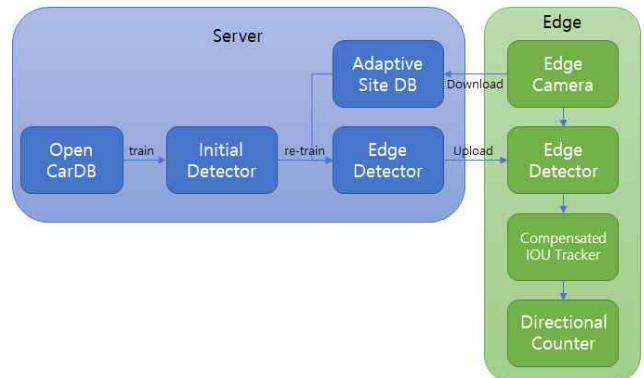 Server
Edge
Adaptive
Site DB
Download
Edge
Camera
Open
CarDB
train
Initial
Detector
re-train
Edge
Detector
Upload
Edge
Detector
Compensated
IOU Tracker
Directional
Counter